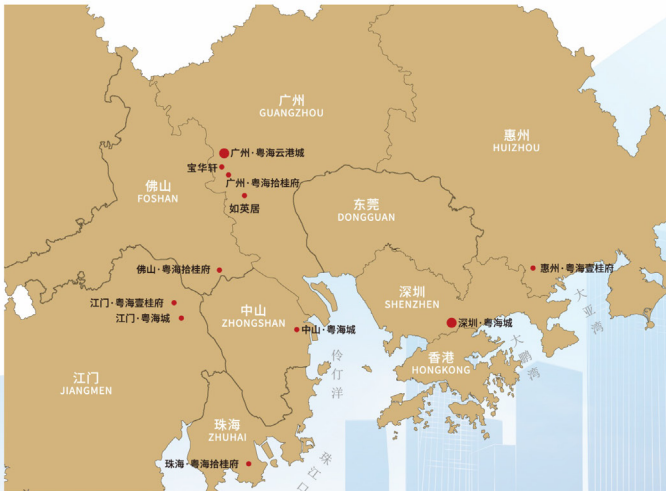 广州
GUANGZHOU
惠州
HUIZHOU
广州·粤海云港城
宝华轩
广州·粤海拾桂府
如英居
佛山
FOSHAN
东莞
DONGGUAN
佛山·粤海拾桂府
惠州·粤海壹桂府
江门·粤海壹桂府
江门·粤海城
中山
ZHONGSHAN
中山·粤海城
深圳
SHENZHEN
深圳·粤海城
大亚湾
大鹏湾
香港
HONGKONG
伶仃洋
江门
JIANGMEN
珠海
ZHUHAI
珠海·粤海拾桂府
珠江口